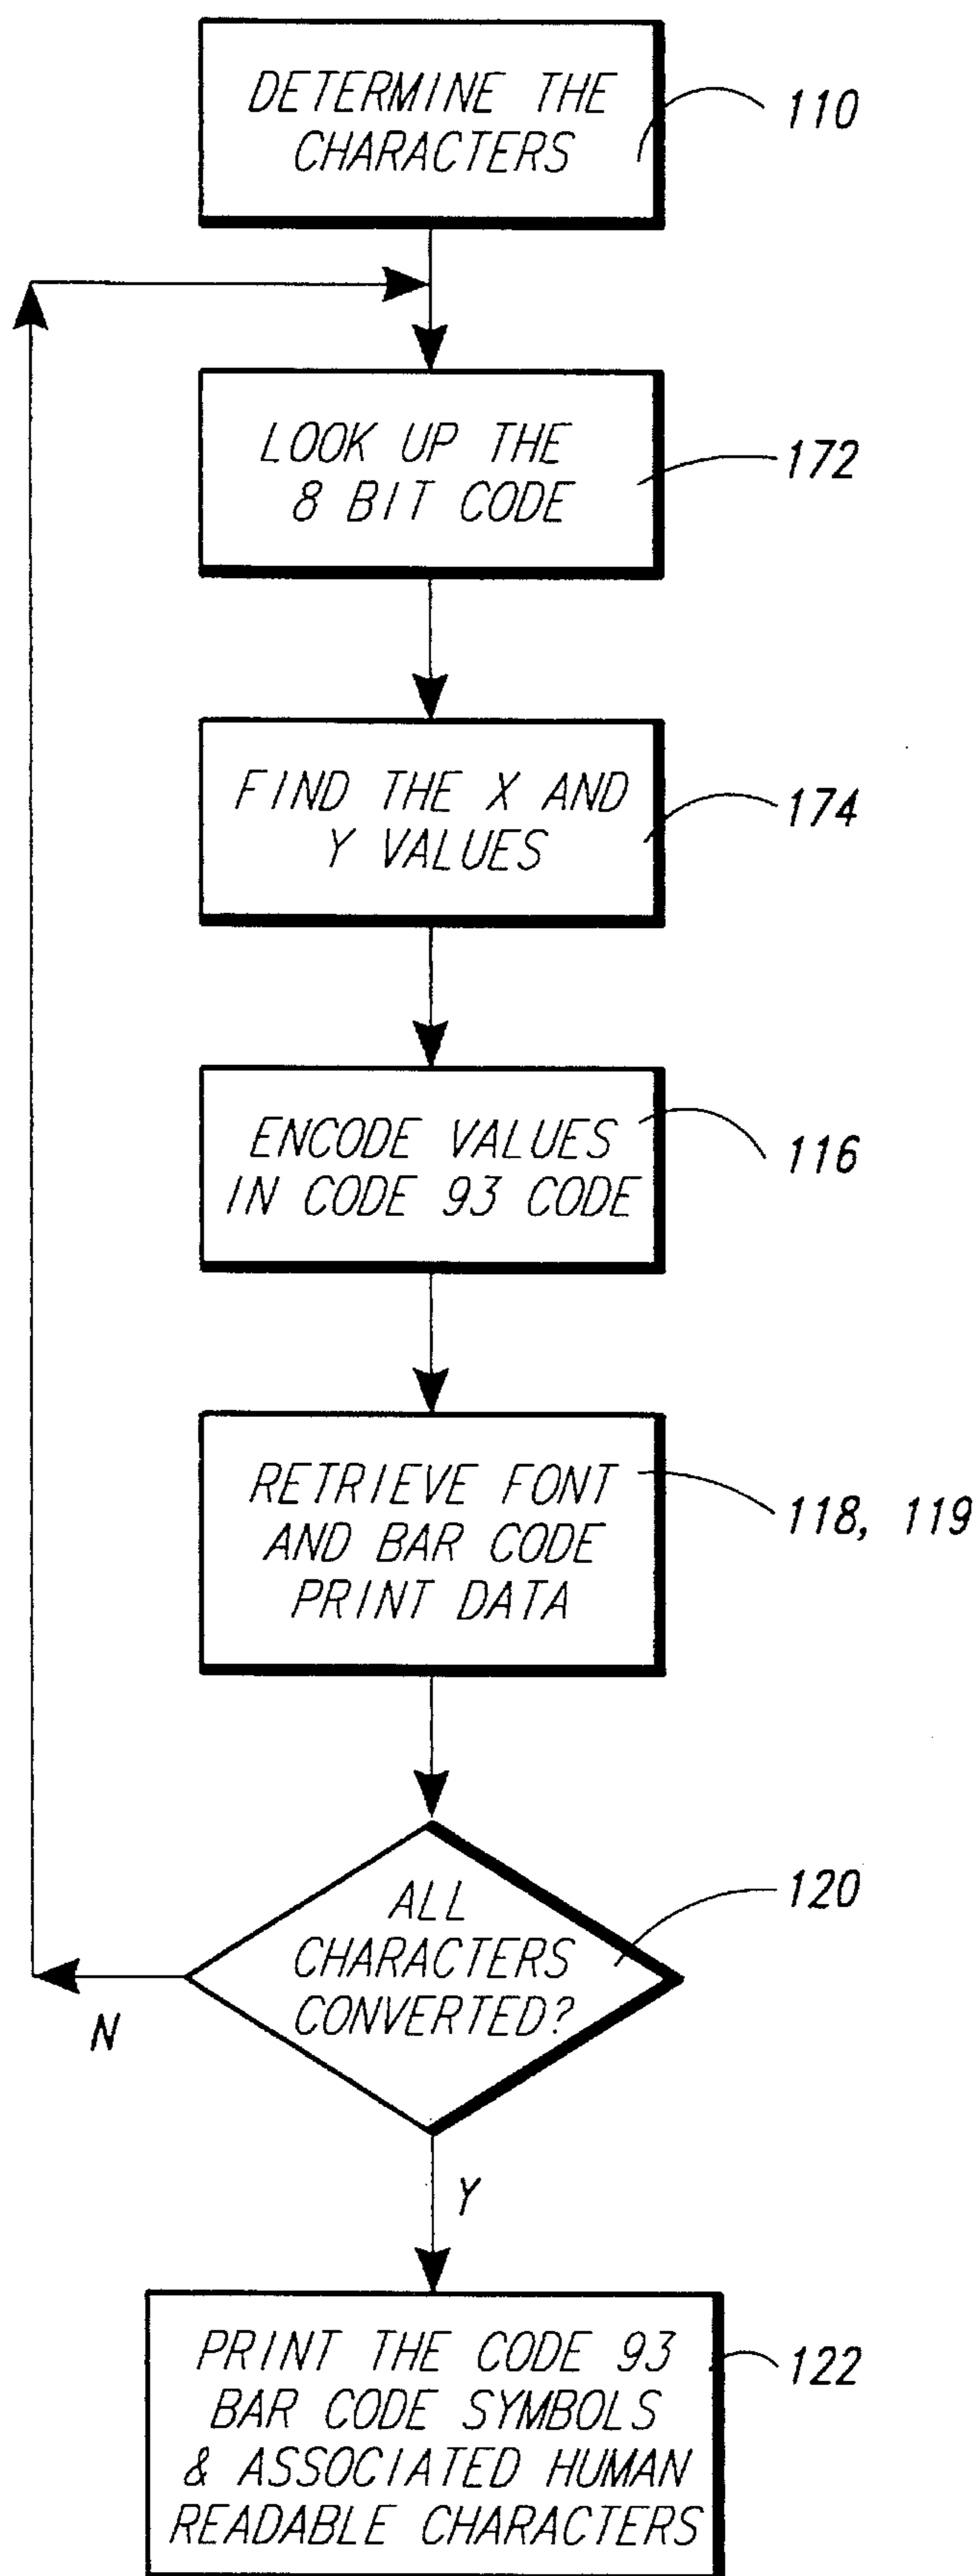 DETERMINE THE
CHARACTERS
110
LOOK UP THE
8 BIT CODE
172
FIND THE X AND
Y VALUES
174
ENCODE VALUES
IN CODE 93 CODE
116
RETRIEVE FONT
AND BAR CODE
PRINT DATA
118, 119
ALL
CHARACTERS
CONVERTED?
120
N
Y
PRINT THE CODE 93
BAR CODE SYMBOLS
& ASSOCIATED HUMAN
READABLE CHARACTERS
122